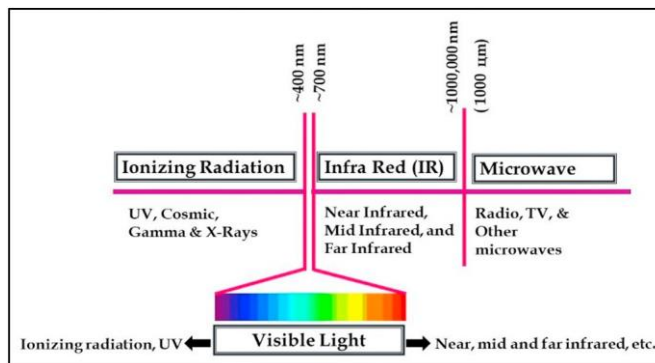 ~400 nm
~700 nm
~1000,000 nm
(1000 µm)
Ionizing Radiation
Infra Red (IR)
Microwave
UV, Cosmic,
Gamma & X-Rays
Near Infrared,
Mid Infrared, and
Far Infrared
Radio, TV, &
Other
microwaves
Ionizing radiation, UV
Visible Light
Near, mid and far infrared, etc.